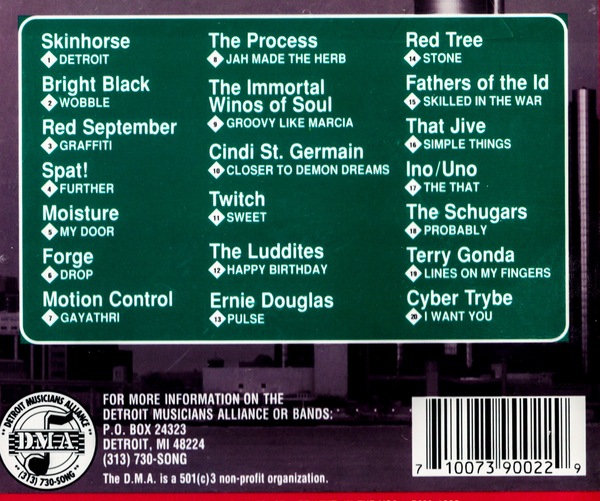 Skinhorse
1 DETROIT
Bright Black
2 WOBBLE
Red September
3 GRAFFITI
Spat!
4 FURTHER
Moisture
5 MY DOOR
Forge
6 DROP
Motion Control
7 GAYATHRI
The Process
8 JAH MADE THE HERB
The Immortal
Winos of Soul
9 GROOVY LIKE MARCIA
Cindi St. Germain
10 CLOSER TO DEMON DREAMS
Twitch
11 SWEET
The Luddites
12 HAPPY BIRTHDAY
Ernie Douglas
13 PULSE
Red Tree
14 STONE
Fathers of the Id
15 SKILLED IN THE WAR
That Jive
16 SIMPLE THINGS
Ino/Uno
17 THE THAT
The Schugars
18 PROBABLY
Terry Gonda
19 LINES ON MY FINGERS
Cyber Trybe
20 I WANT YOU
DETROIT MUSICIANS ALLIANCE
DMA
(313) 730-SONG
FOR MORE INFORMATION ON THE
DETROIT MUSICIANS ALLIANCE OR BANDS:
P.O. BOX 24323
DETROIT, MI 48224
(313) 730-SONG
The D.M.A. is a 501(c)3 non-profit organization.
7 10073 90022 9